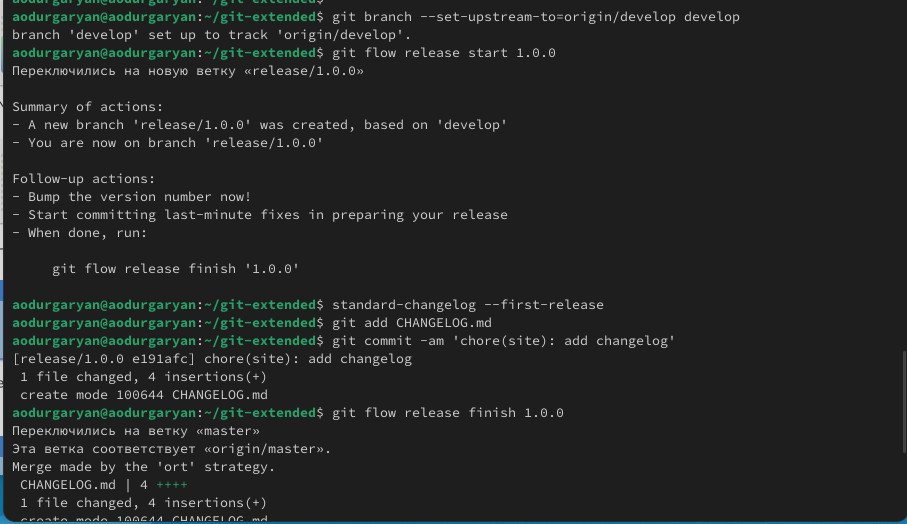 aodurgaryan@aodurgaryan:~/git-extended$ git branch --set-upstream-to=origin/develop develop
branch 'develop' set up to track 'origin/develop'.
aodurgaryan@aodurgaryan:~/git-extended$ git flow release start 1.0.0
Переключились на новую ветку «release/1.0.0»
Summary of actions:
- A new branch 'release/1.0.0' was created, based on 'develop'
- You are now on branch 'release/1.0.0'
Follow-up actions:
- Bump the version number now!
- Start committing last-minute fixes in preparing your release
- When done, run:
git flow release finish '1.0.0'
aodurgaryan@aodurgaryan:~/git-extended$ standard-changelog --first-release
aodurgaryan@aodurgaryan:~/git-extended$ git add CHANGELOG.md
aodurgaryan@aodurgaryan:~/git-extended$ git commit -am 'chore(site): add changelog'
[release/1.0.0 e191afc] chore(site): add changelog
1 file changed, 4 insertions(+)
create mode 100644 CHANGELOG.md
aodurgaryan@aodurgaryan:~/git-extended$ git flow release finish 1.0.0
Переключились на ветку «master»
Эта ветка соответствует «origin/master».
Merge made by the 'ort' strategy.
CHANGELOG.md | 4 ++++
1 file changed, 4 insertions(+)
create mode 100644 CHANGELOG.md